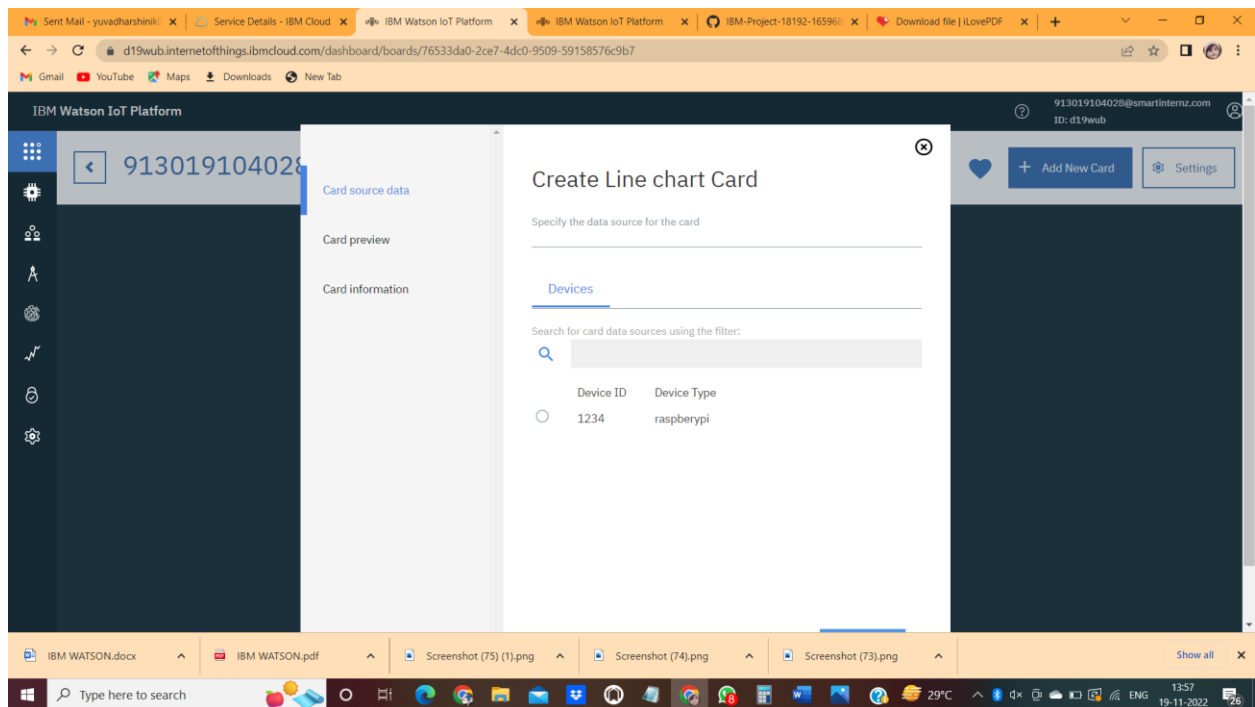 Sent Mail - yuvadharshinik
Service Details - IBM Cloud
IBM Watson IoT Platform
IBM Watson IoT Platform
IBM-Project-18192-165968
Download file | iLovePDF
d19wub.internetofthings.ibmcloud.com/dashboard/boards/76533da0-2ce7-4dc0-9509-59158576c9b7
Gmail YouTube Maps Downloads New Tab
IBM Watson IoT Platform
913019104028@smartinternz.com
ID: d19wub
913019104028
Add New Card
Settings
Card source data
Card preview
Card information
Create Line chart Card
Specify the data source for the card
Devices
Search for card data sources using the filter:
Device ID Device Type
1234 raspberypi
IBM WATSON.docx
IBM WATSON.pdf
Screenshot (75) (1).png
Screenshot (74).png
Screenshot (73).png
Show all
Type here to search
29°C
ENG
13:57
19-11-2022
26